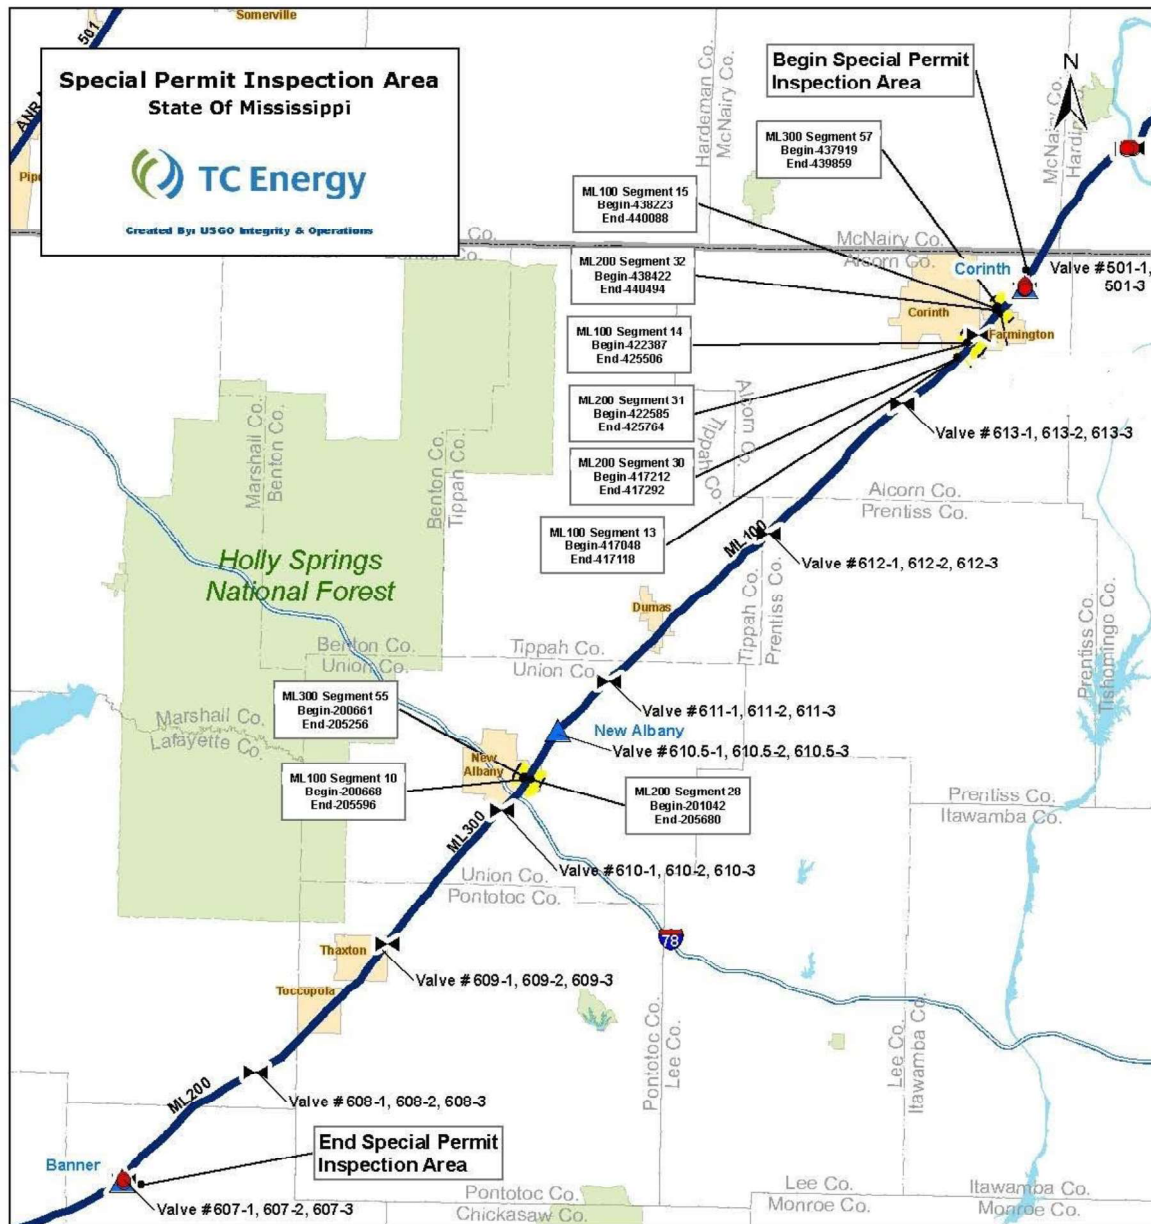 Somerville
501
ANR
Special Permit Inspection Area
State Of Mississippi
TC Energy
Created By: USGO Integrity & Operations
Begin Special Permit
Inspection Area
N
Hardeman Co.
McNairy Co.
McNairy Co.
ML300 Segment 57
Begin-437919
End-439859
ML100 Segment 15
Begin-438223
End-440088
McNairy Co.
Alcorn Co.
Corinth
Valve #501-1,
501-3
ML200 Segment 32
Begin-438422
End-440494
Corinth
Farmington
ML100 Segment 14
Begin-422387
End-425506
ML200 Segment 31
Begin-422585
End-425764
Alcorn Co.
Tippah Co.
Valve #613-1, 613-2, 613-3
Marshall Co.
Benton Co.
Benton Co.
Tippah Co.
ML200 Segment 30
Begin-417212
End-417292
Alcorn Co.
Prentiss Co.
ML100 Segment 13
Begin-417048
End-417118
ML100
Valve #612-1, 612-2, 612-3
Holly Springs
National Forest
Dumas
Tippah Co.
Prentiss Co.
Prentiss Co.
Tishomingo Co.
Benton Co.
Union Co.
Tippah Co.
Union Co.
ML300 Segment 55
Begin-200661
End-205256
Valve #611-1, 611-2, 611-3
Marshall Co.
Lafayette Co.
New Albany
Valve #610.5-1, 610.5-2, 610.5-3
New
Albany
ML100 Segment 10
Begin-200668
End-205596
ML200 Segment 28
Begin-201042
End-205680
Prentiss Co.
Itawamba Co.
ML300
Valve #610-1, 610-2, 610-3
Union Co.
Pontotoc Co.
78
Thaxton
Valve #609-1, 609-2, 609-3
Toccopola
Pontotoc Co.
Lee Co.
Lee Co.
Itawamba Co.
ML200
Valve #608-1, 608-2, 608-3
End Special Permit
Inspection Area
Banner
Valve #607-1, 607-2, 607-3
Pontotoc Co.
Chickasaw Co.
Lee Co.
Monroe Co.
Itawamba Co.
Monroe Co.